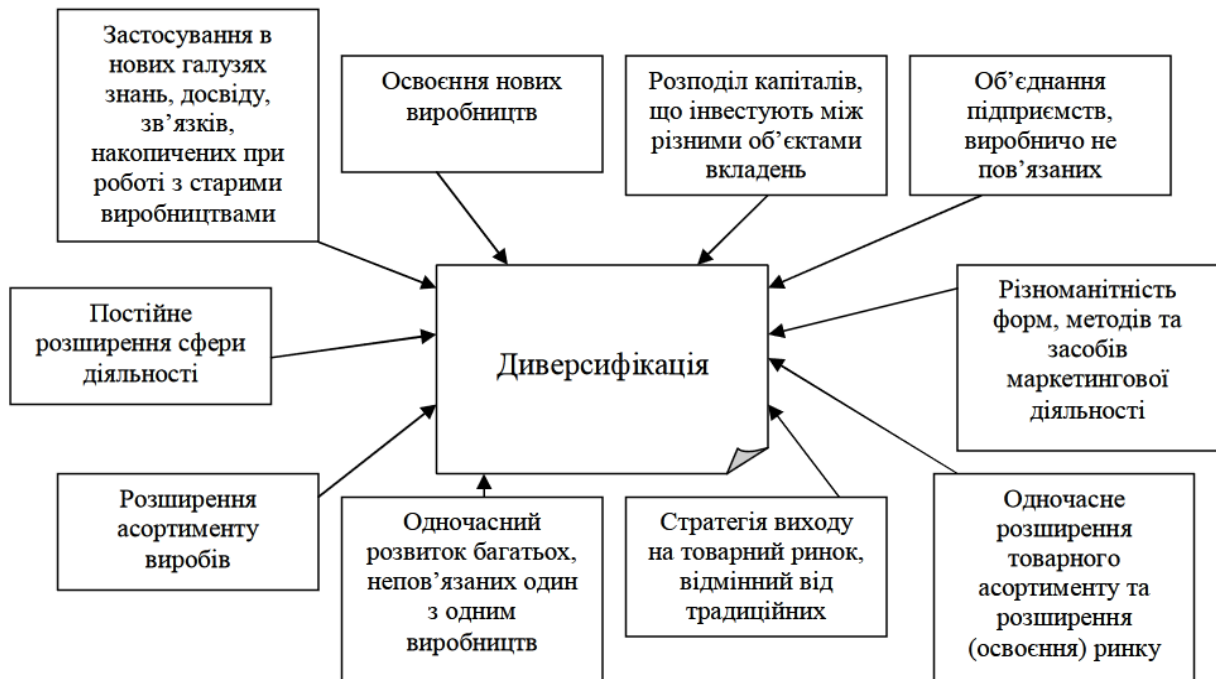 Застосування в
нових галузях
знань, досвіду,
зв’язків,
накопичених при
роботі з старими
виробництвами
Освоєння нових
виробництв
Розподіл капіталів,
що інвестують між
різними об’єктами
вкладень
Об’єднання
підприємств,
виробничо не
пов’язаних
Постійне
розширення сфери
діяльності
Диверсифікація
Різноманітність
форм, методів та
засобів
маркетингової
діяльності
Розширення
асортименту
виробів
Одночасний
розвиток багатьох,
непов’язаних один
з одним
виробництв
Стратегія виходу
на товарний ринок,
відмінний від
традиційних
Одночасне
розширення
товарного
асортименту та
розширення
(освоєння) ринку